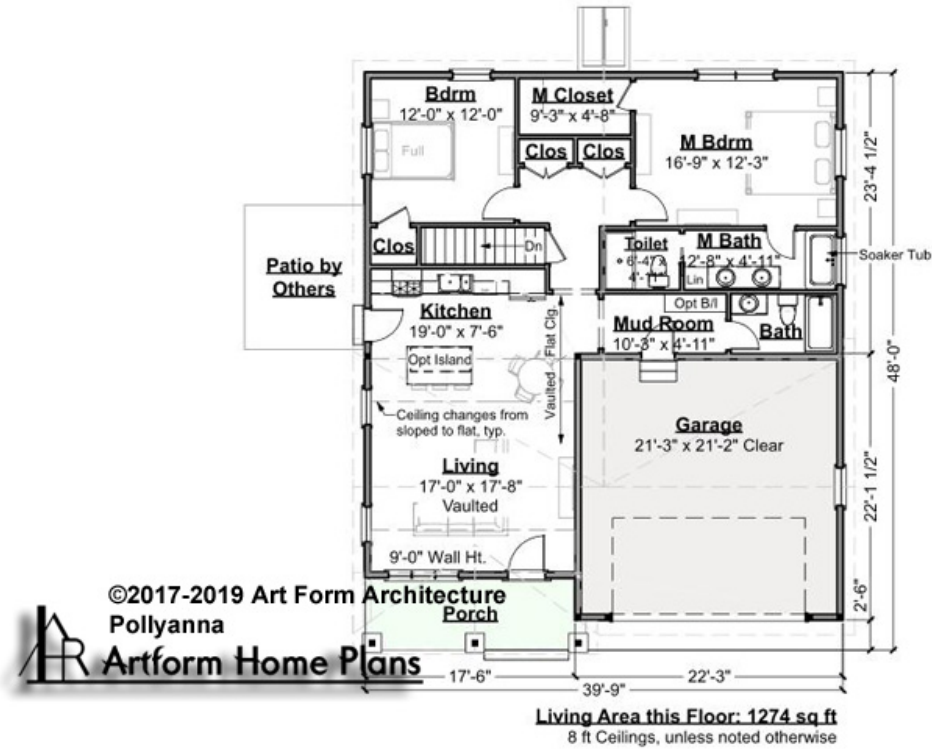 Bdrm
12'-0" x 12'-0"
Full
M Closet
9'-3" x 4'-8"
Clos
Clos
M Bdrm
16'-9" x 12'-3"
23'-4 1/2"
Clos
Dn
Toilet
M Bath
12'-8" x 4'-11"
Lin
Soaker Tub
Patio by
Others
Kitchen
19'-0" x 7'-6"
Opt Island
Vaulted
Flat Clg.
Opt B/I
Mud Room
10'-3" x 4'-11"
Bath
48'-0"
Ceiling changes from
sloped to flat, typ.
Garage
21'-3" x 21'-2" Clear
Living
17'-0" x 17'-8"
Vaulted
22'-1 1/2"
9'-0" Wall Ht.
2'-6"
©2017-2019 Art Form Architecture
Porch
Pollyanna
Artform Home Plans
17'-6"
22'-3"
39'-9"
Living Area this Floor: 1274 sq ft
8 ft Ceilings, unless noted otherwise